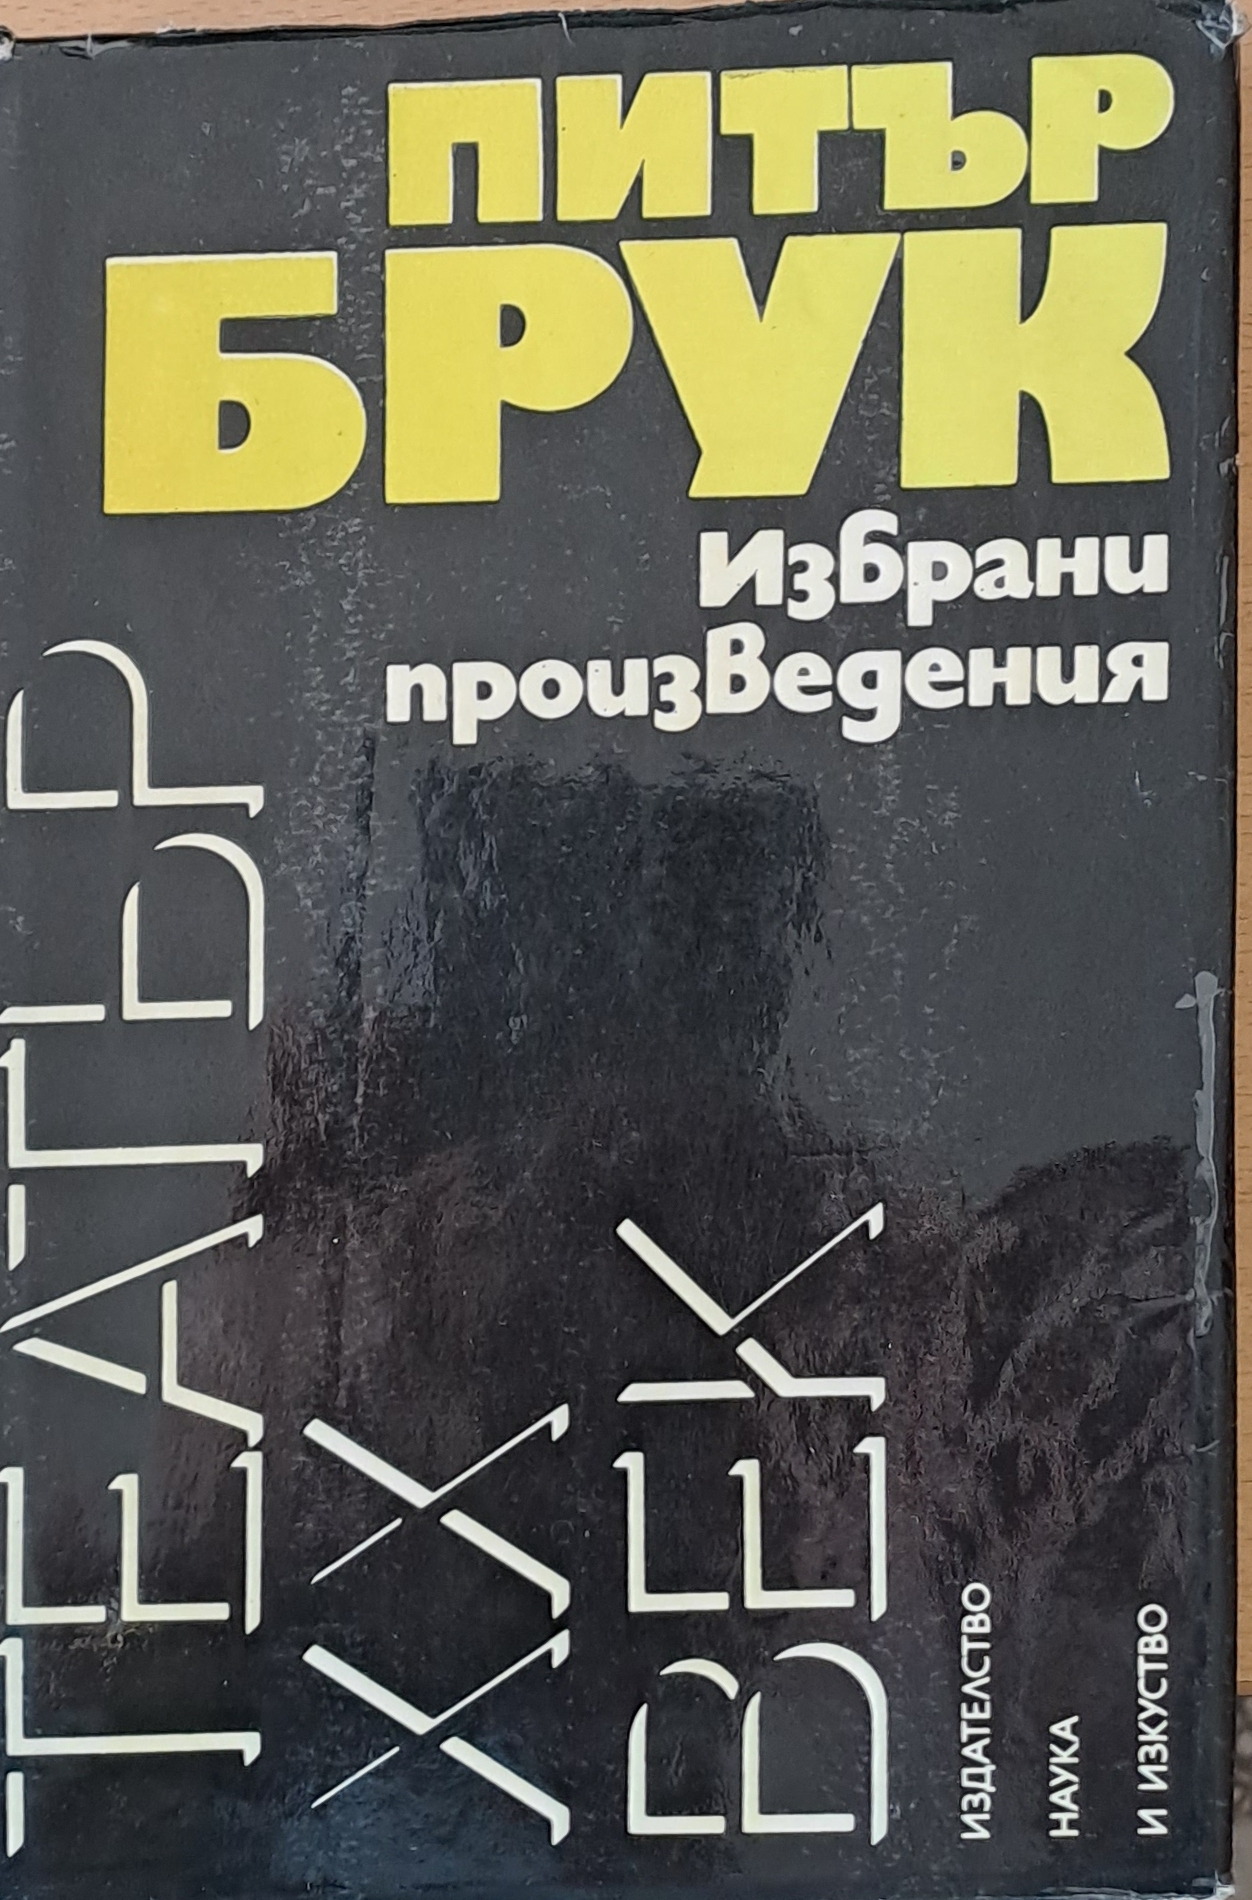 ПИТЪР
БРУК
Избрани
произведения
ТЕАТЪР
XX
ВЕК
ИЗДАТЕЛСТВО
НАУКА
И ИЗКУСТВО